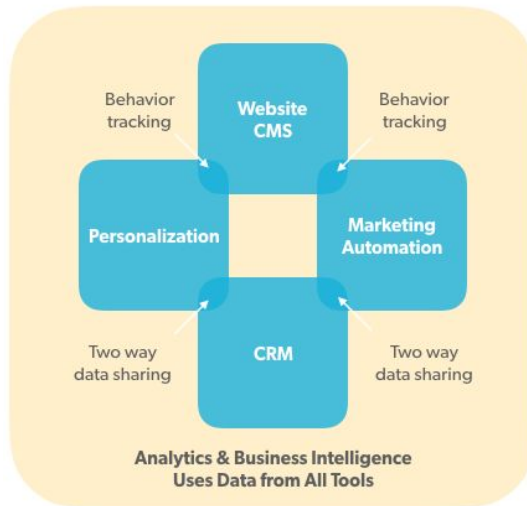 Behavior
tracking
Website
CMS
Behavior
tracking
Personalization
Marketing
Automation
Two way
data sharing
CRM
Two way
data sharing
Analytics & Business Intelligence
Uses Data from All Tools